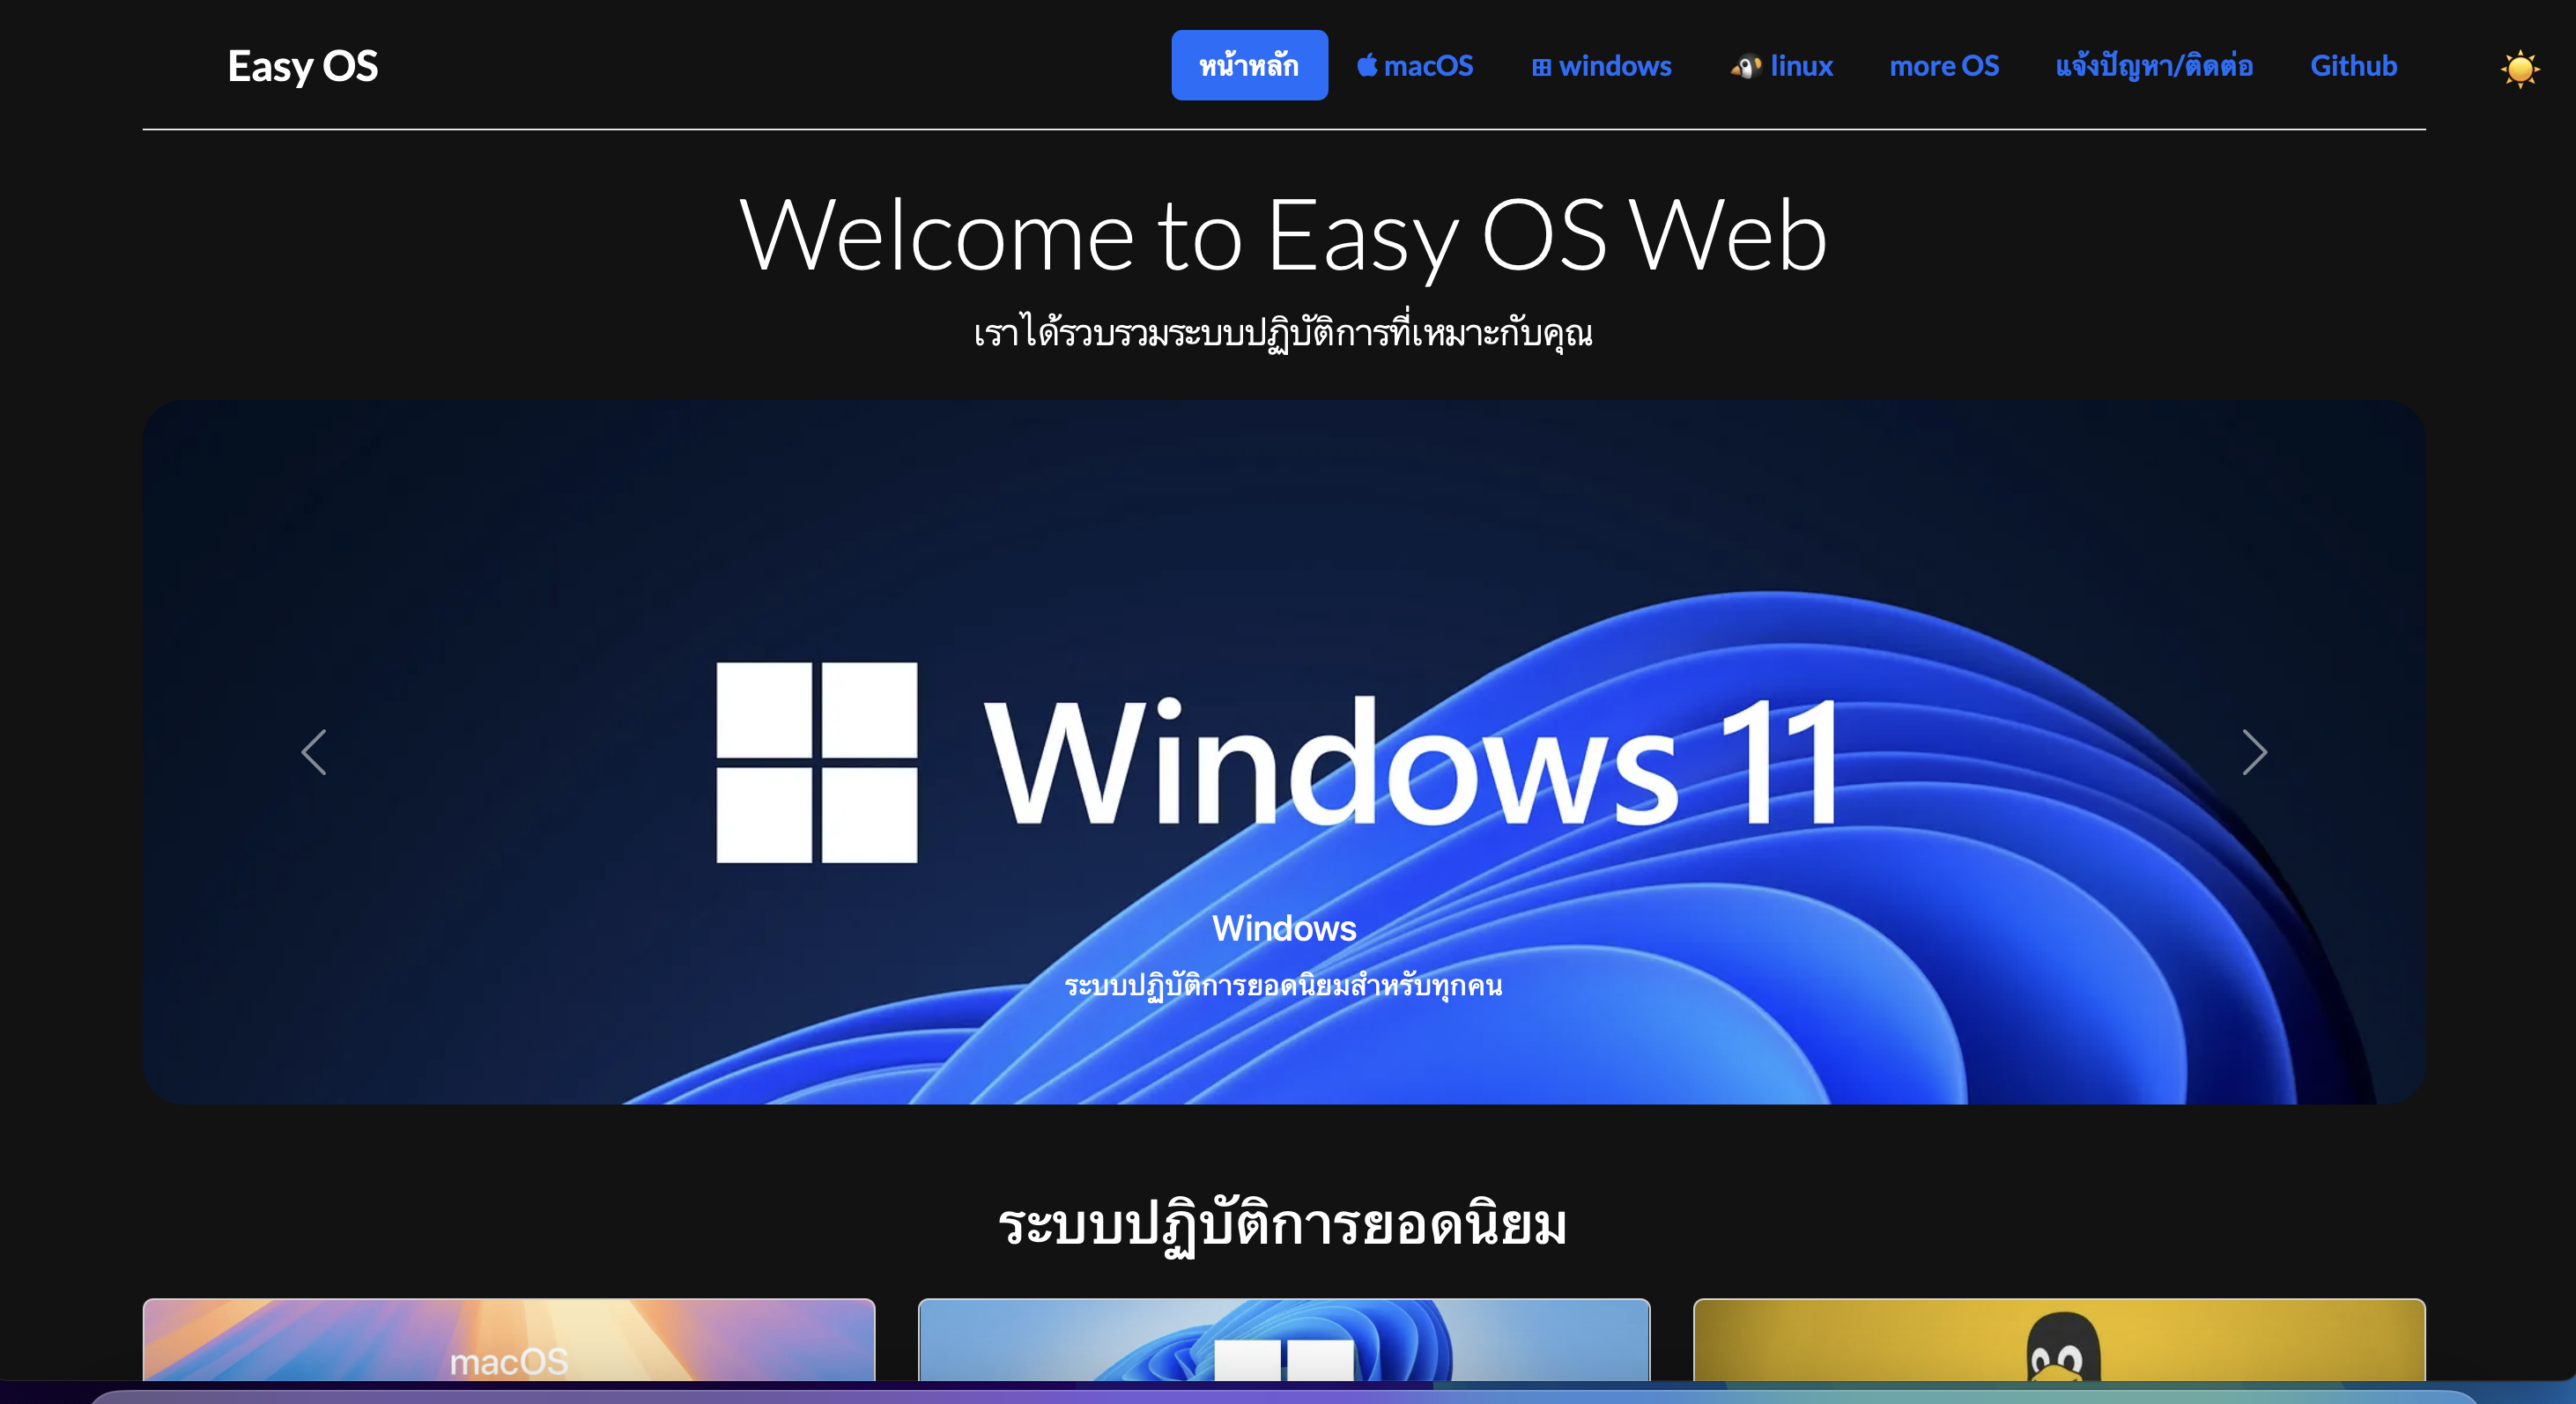 Easy OS
หน้าหลัก macOS windows linux more OS แจ้งปัญหา/ติดต่อ Github
Welcome to Easy OS Web
เราได้รวบรวมระบบปฏิบัติการที่เหมาะกับคุณ
Windows 11
Windows
ระบบปฏิบัติการยอดนิยมสำหรับทุกคน
ระบบปฏิบัติการยอดนิยม
macOS